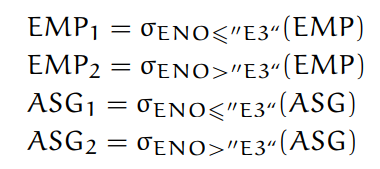 EMP₁ = σ_ENO⩽"E3"(EMP)
EMP₂ = σ_ENO>"E3"(EMP)
ASG₁ = σ_ENO⩽"E3"(ASG)
ASG₂ = σ_ENO>"E3"(ASG)